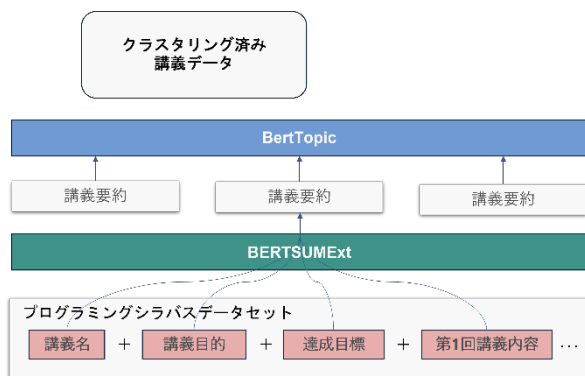 クラスタリング済み
講義データ
BertTopic
講義要約 講義要約 講義要約
BERTSUMExt
プログラミングシラバスデータセット
講義名 + 講義目的 + 達成目標 + 第1回講義内容 ...